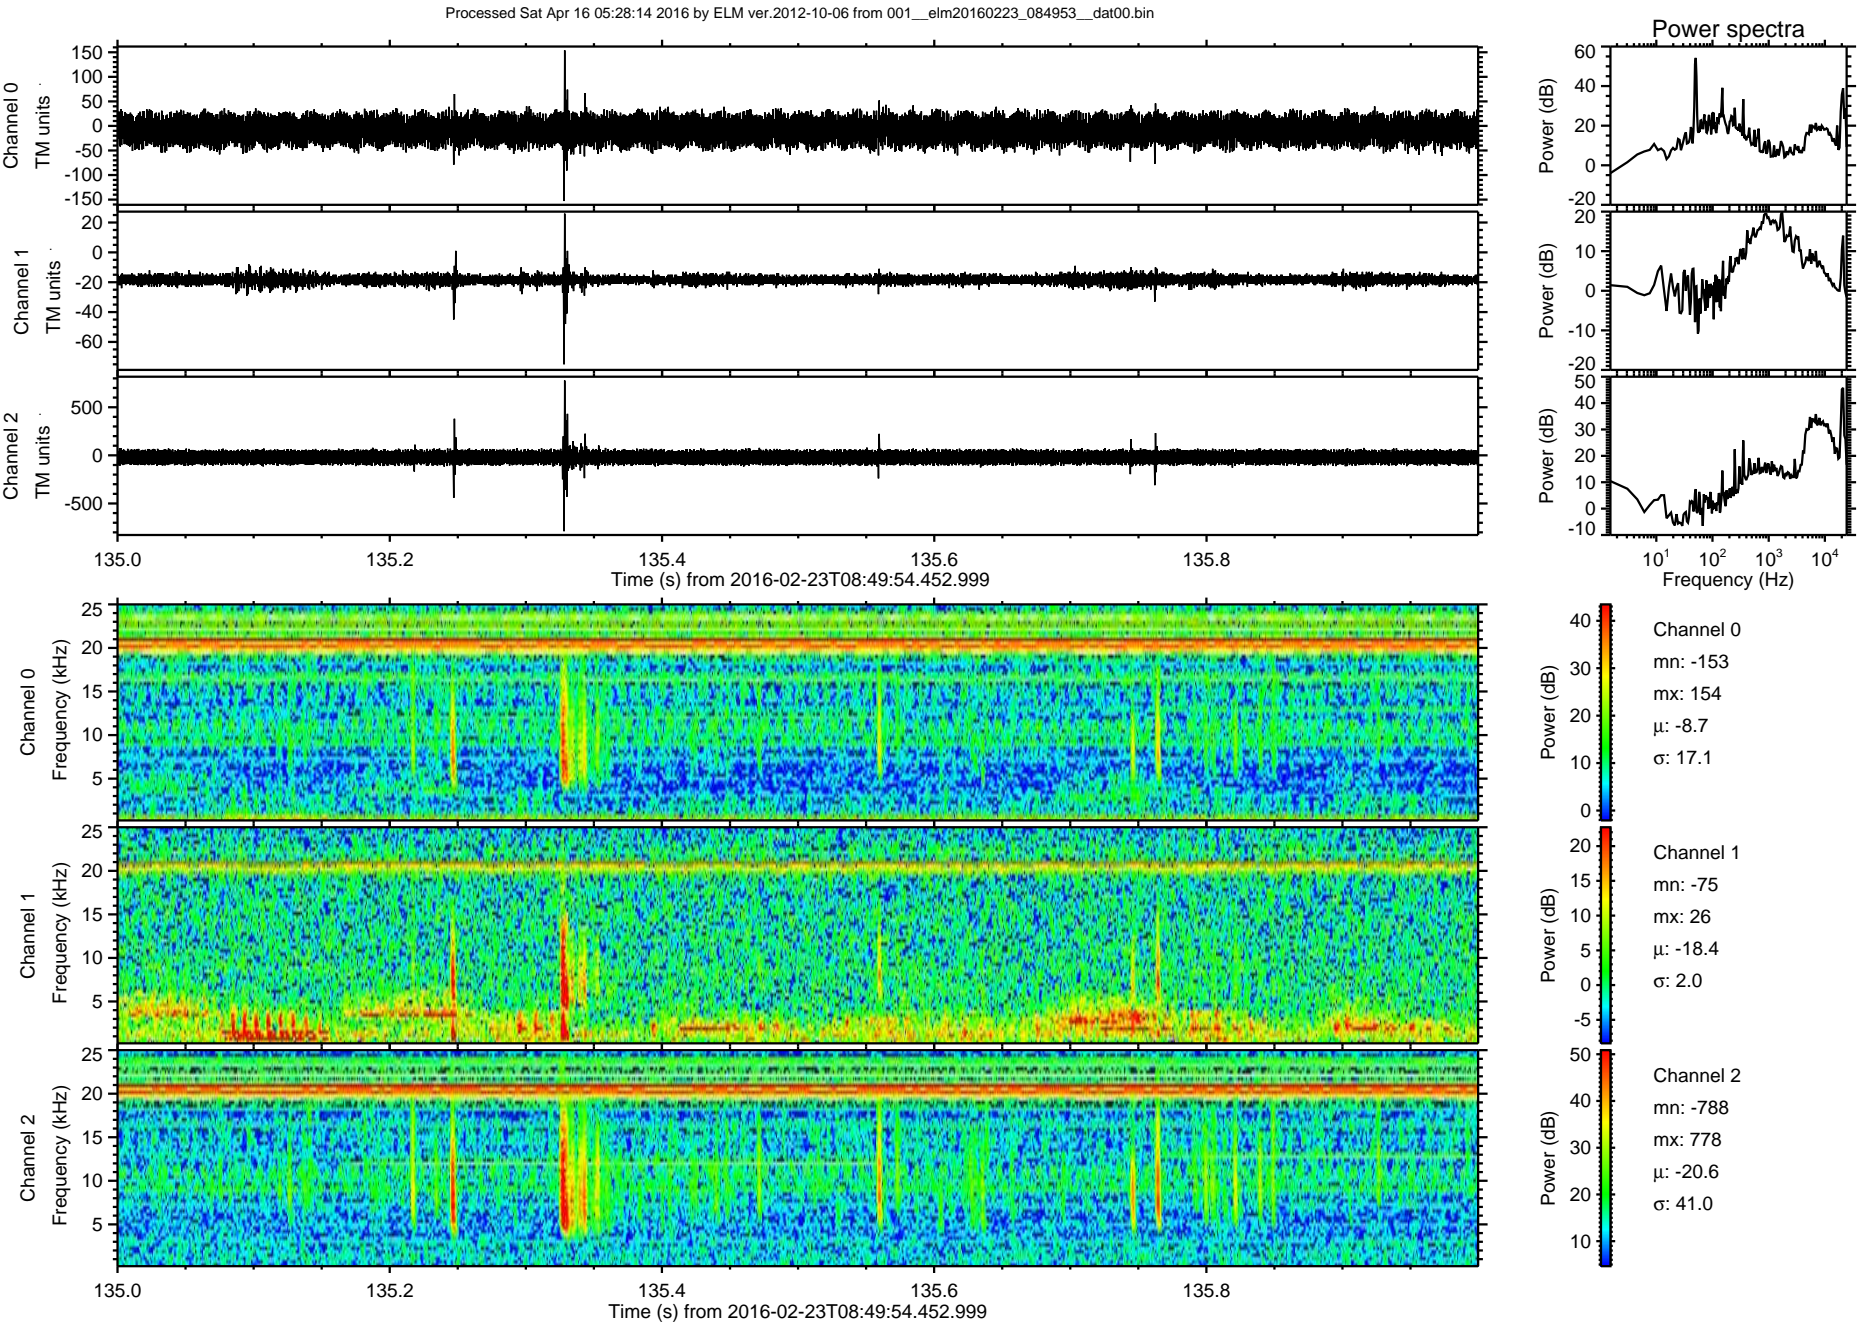 Processed Sat Apr 16 05:28:14 2016 by ELM ver.2012-10-06 from 001__elm20160223_084953__dat00.bin
Power spectra
Channel 0
TM units
150
100
50
0
-50
-100
-150
Power (dB)
60
40
20
0
-20
Channel 1
TM units
20
0
-20
-40
-60
Power (dB)
20
10
0
-10
-20
Channel 2
TM units
500
0
-500
Power (dB)
50
40
30
20
10
0
-10
135.0 135.2 135.4 135.6 135.8
Time (s) from 2016-02-23T08:49:54.452.999
10¹ 10² 10³ 10⁴
Frequency (Hz)
Channel 0
Frequency (kHz)
25
20
15
10
5
Power (dB)
40
30
20
10
0
Channel 0
mn: -153
mx: 154
μ: -8.7
σ: 17.1
Channel 1
Frequency (kHz)
25
20
15
10
5
Power (dB)
20
15
10
5
0
-5
Channel 1
mn: -75
mx: 26
μ: -18.4
σ: 2.0
Channel 2
Frequency (kHz)
25
20
15
10
5
Power (dB)
50
40
30
20
10
Channel 2
mn: -788
mx: 778
μ: -20.6
σ: 41.0
135.0 135.2 135.4 135.6 135.8
Time (s) from 2016-02-23T08:49:54.452.999